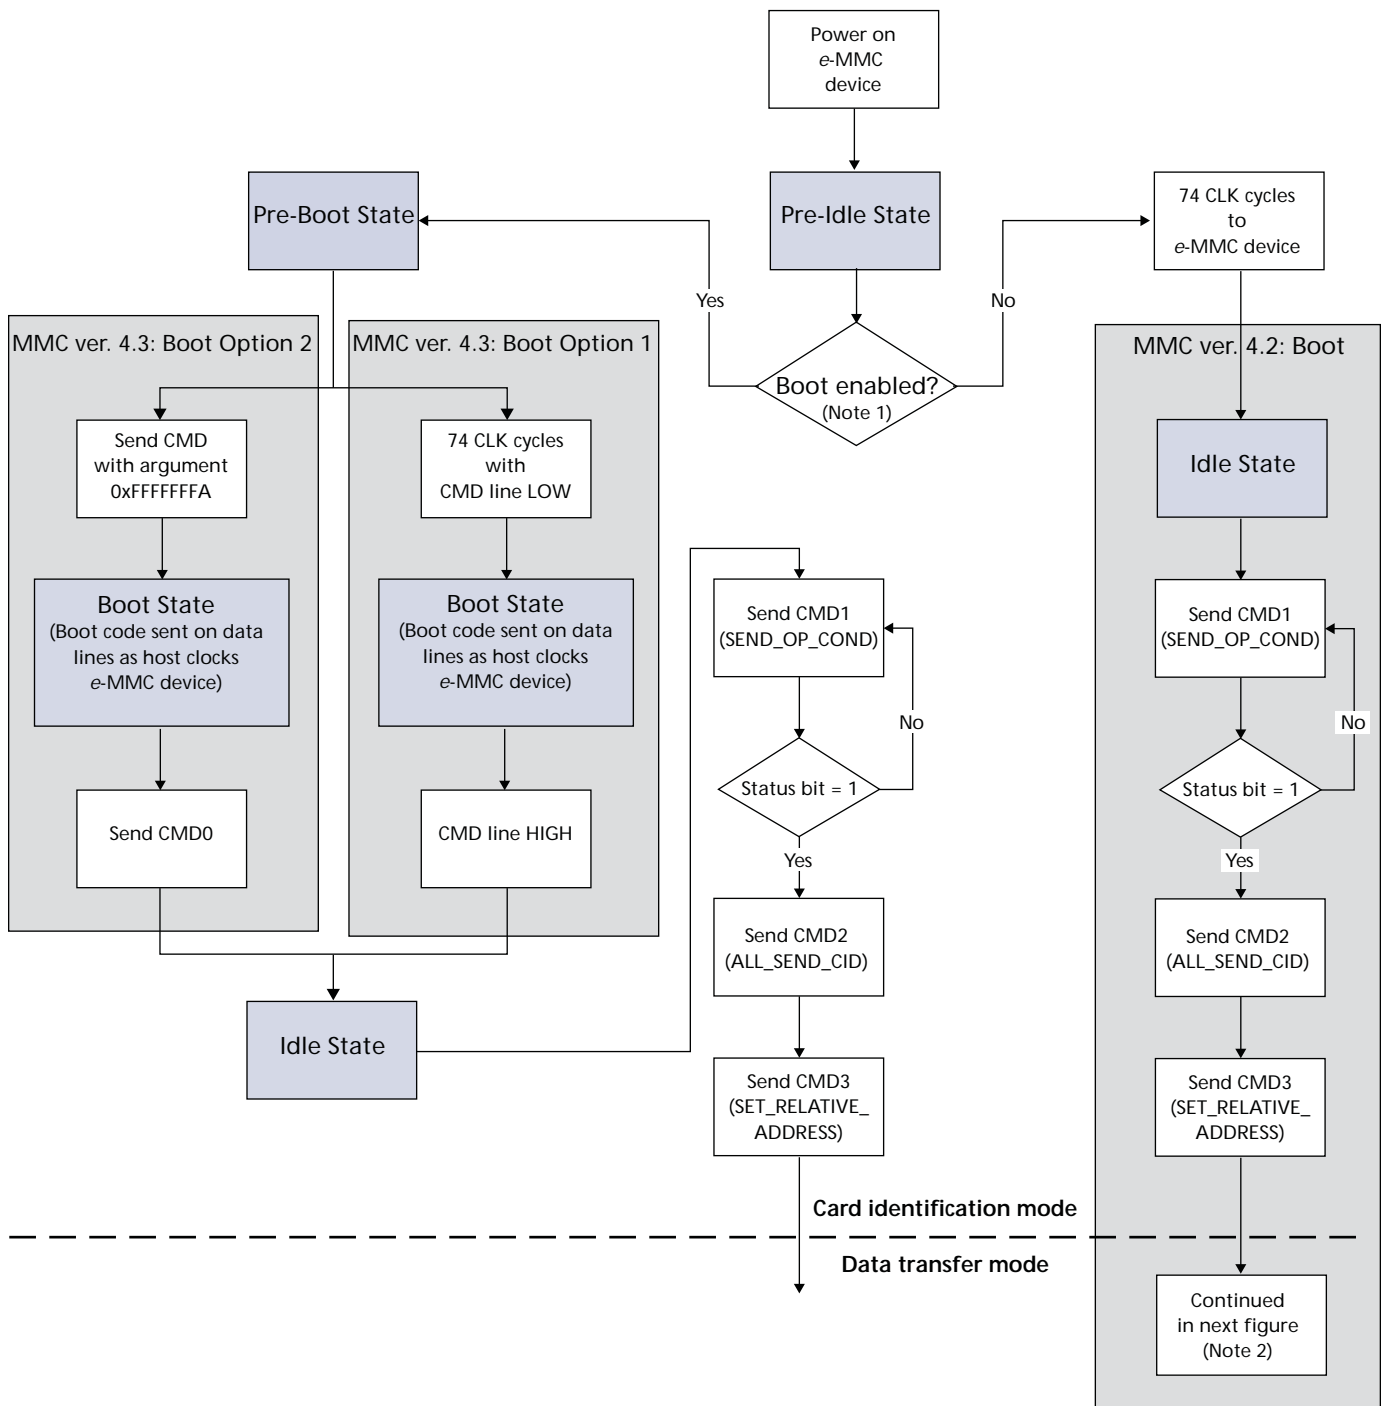 Power on
e-MMC
device
Pre-Boot State
Pre-Idle State
74 CLK cycles
to
e-MMC device
Yes
No
MMC ver. 4.3: Boot Option 2
MMC ver. 4.3: Boot Option 1
MMC ver. 4.2: Boot
Boot enabled?
(Note 1)
Send CMD
with argument
0xFFFFFFFA
74 CLK cycles
with
CMD line LOW
Idle State
Boot State
(Boot code sent on data
lines as host clocks
e-MMC device)
Boot State
(Boot code sent on data
lines as host clocks
e-MMC device)
Send CMD1
(SEND_OP_COND)
Send CMD1
(SEND_OP_COND)
No
No
Send CMD0
CMD line HIGH
Status bit = 1
Status bit = 1
Yes
Yes
Send CMD2
(ALL_SEND_CID)
Send CMD2
(ALL_SEND_CID)
Idle State
Send CMD3
(SET_RELATIVE_
ADDRESS)
Send CMD3
(SET_RELATIVE_
ADDRESS)
Card identification mode
Data transfer mode
Continued
in next figure
(Note 2)